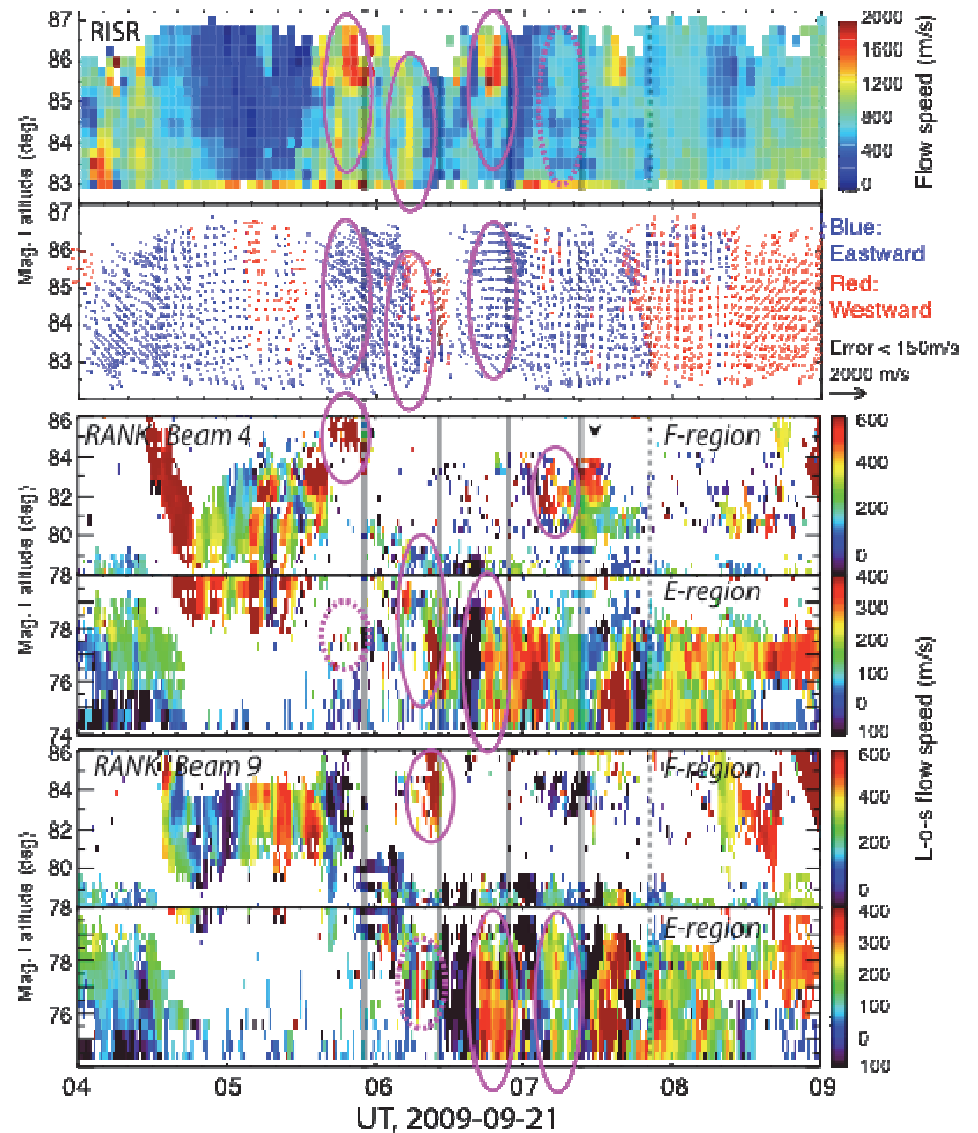 RISR
87
86
85
84
83
Mag. Latitude (deg)
2000
1600
1200
800
400
0
Flow speed (m/s)
87
86
85
84
83
Blue:
Eastward
Red:
Westward
Error < 150m/s
2000 m/s
RANK Beam 4
F-region
86
84
82
80
78
Mag. Latitude (deg)
600
400
200
0
E-region
78
76
74
400
300
200
100
0
100
L-o-s flow speed (m/s)
RANK Beam 9
F-region
86
84
82
80
78
Mag. Latitude (deg)
600
400
200
0
E-region
78
76
400
300
200
100
0
100
04 05 06 07 08 09
UT, 2009-09-21